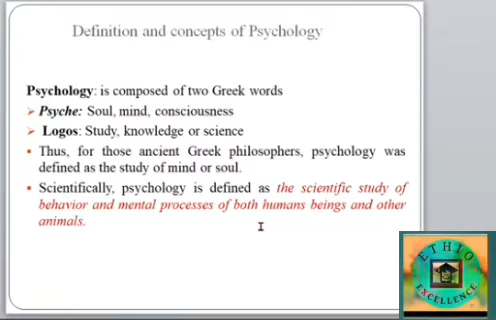 Definition and concepts of Psychology
Psychology: is composed of two Greek words
➢ Psyche: Soul, mind, consciousness
➢ Logos: Study, knowledge or science
▪ Thus, for those ancient Greek philosophers, psychology was
defined as the study of mind or soul.
▪ Scientifically, psychology is defined as the scientific study of
behavior and mental processes of both humans beings and other
animals.
ETHIO
EXCELLENCE